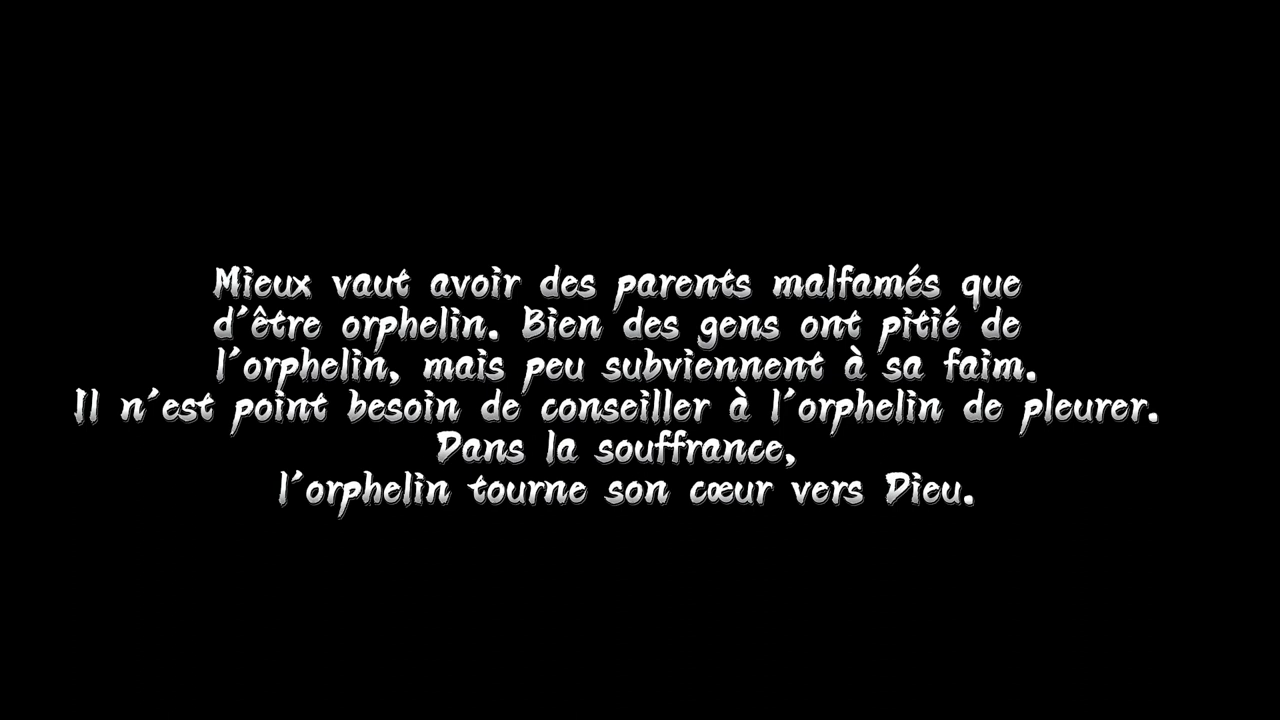 Mieux vaut avoir des parents malfamés que
d'être orphelin. Bien des gens ont pitié de
l'orphelin, mais peu subviennent à sa faim.
Il n'est point besoin de conseiller à l'orphelin de pleurer.
Dans la souffrance,
l'orphelin tourne son cœur vers Dieu.